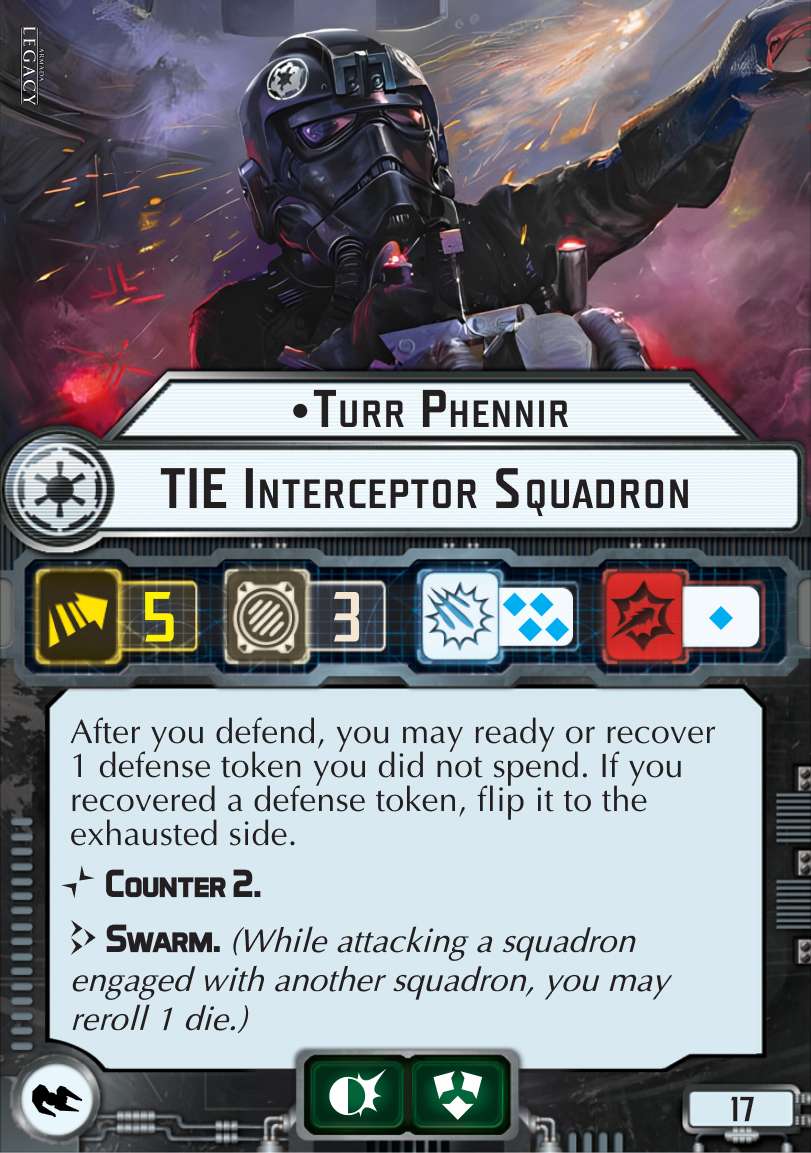 ARMADA
LEGACY
•Turr Phennir
TIE Interceptor Squadron
5
3
After you defend, you may ready or recover
1 defense token you did not spend. If you
recovered a defense token, flip it to the
exhausted side.
Counter 2.
Swarm. (While attacking a squadron
engaged with another squadron, you may
reroll 1 die.)
17